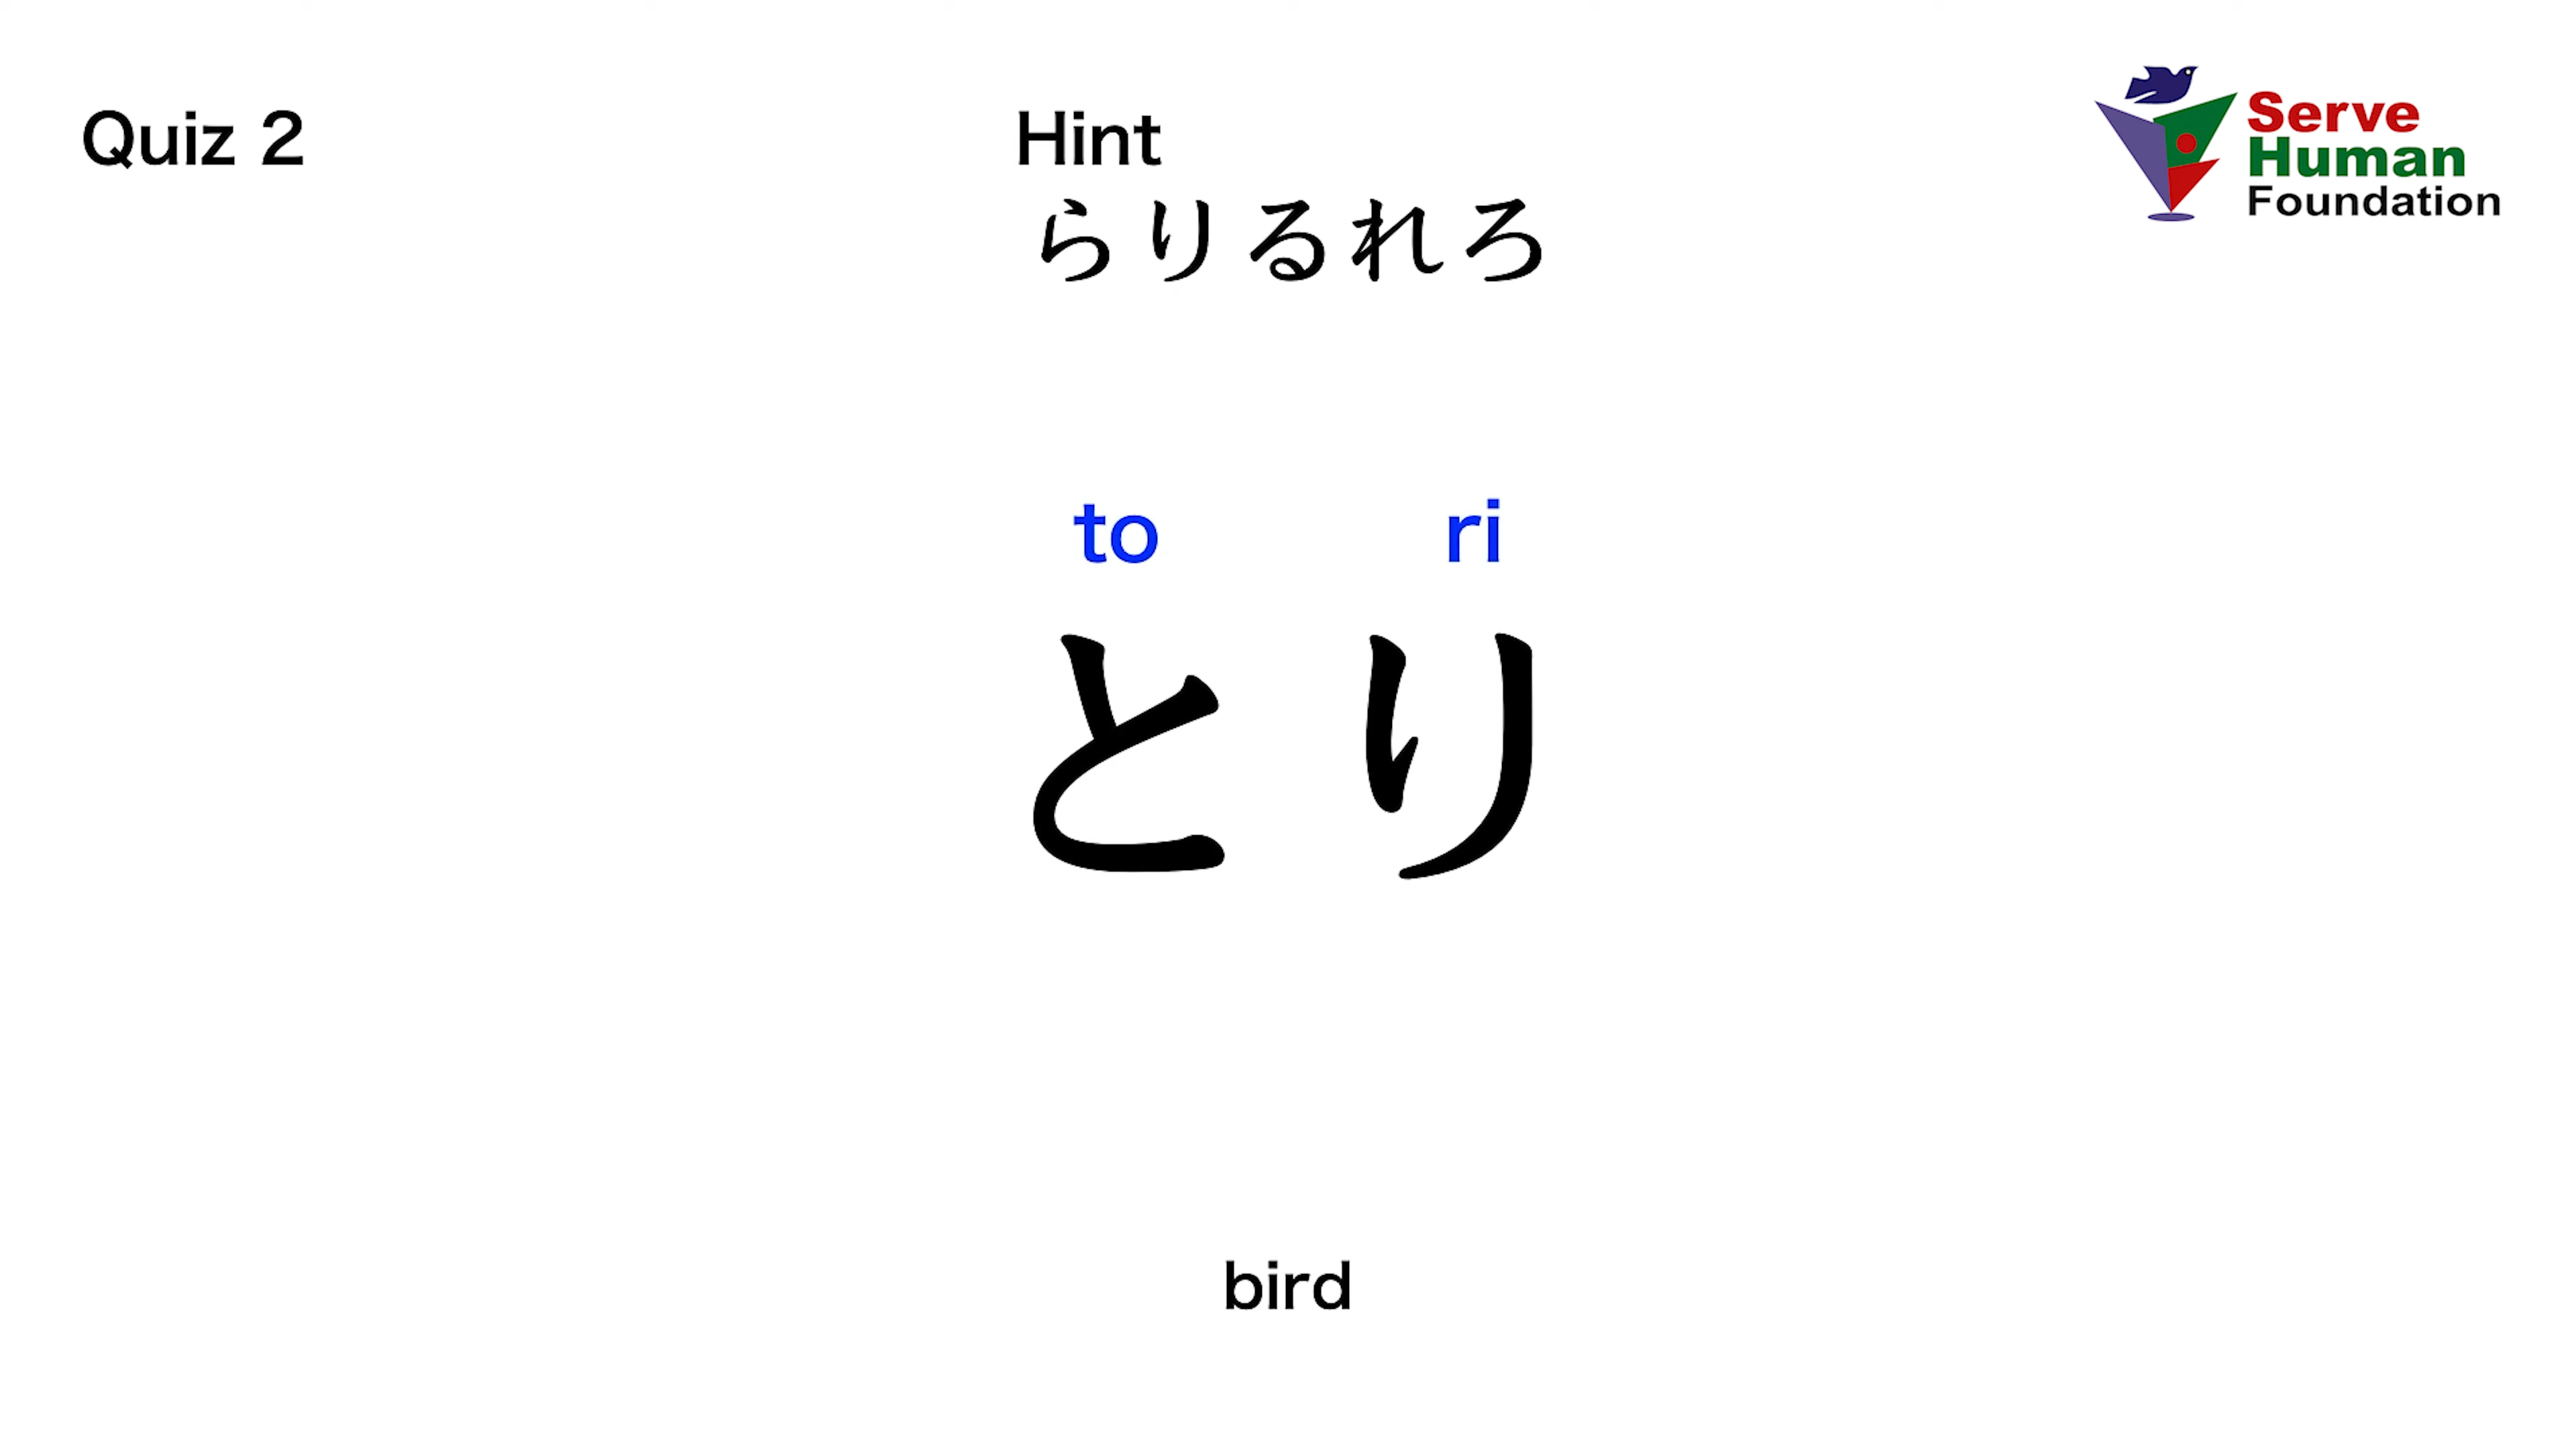 Quiz 2
Hint
らりるれろ
Serve
Human
Foundation
to ri
とり
bird